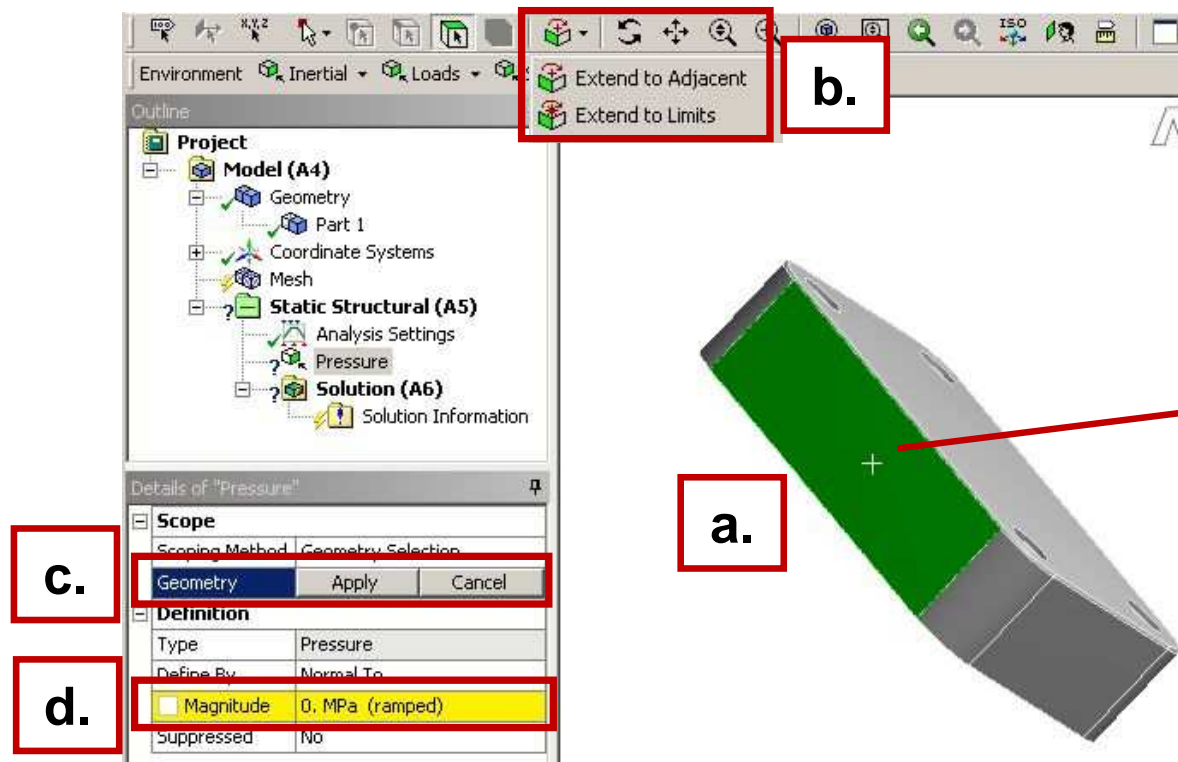 X,Y,Z
ISO
Environment Inertial Loads
Extend to Adjacent
Extend to Limits
b.
Outline
Project
Model (A4)
Geometry
Part 1
Coordinate Systems
Mesh
Static Structural (A5)
Analysis Settings
Pressure
Solution (A6)
Solution Information
a.
Details of "Pressure"
Scope
Scoping Method Geometry Selection
c.
Geometry Apply Cancel
Definition
Type Pressure
Define By Normal To
d.
Magnitude 0. MPa (ramped)
Suppressed No